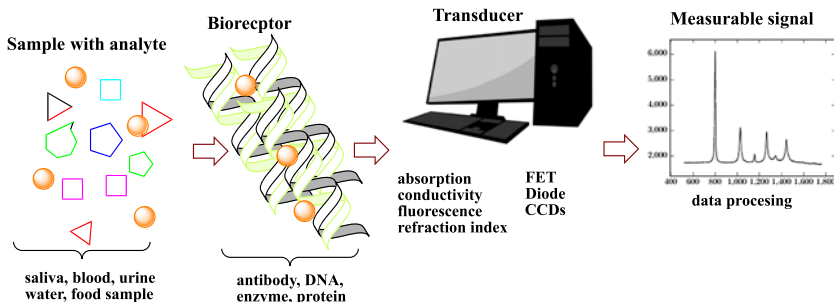 Sample with analyte
saliva, blood, urine
water, food sample
Biorecptor
antibody, DNA,
enzyme, protein
Transducer
absorption
conductivity
fluorescence
refraction index
FET
Diode
CCDs
Measurable signal
6,000
5,000
4,000
3,000
2,000
400 600 800 1,000 1,200 1,400 1,600 1,800
data procesing